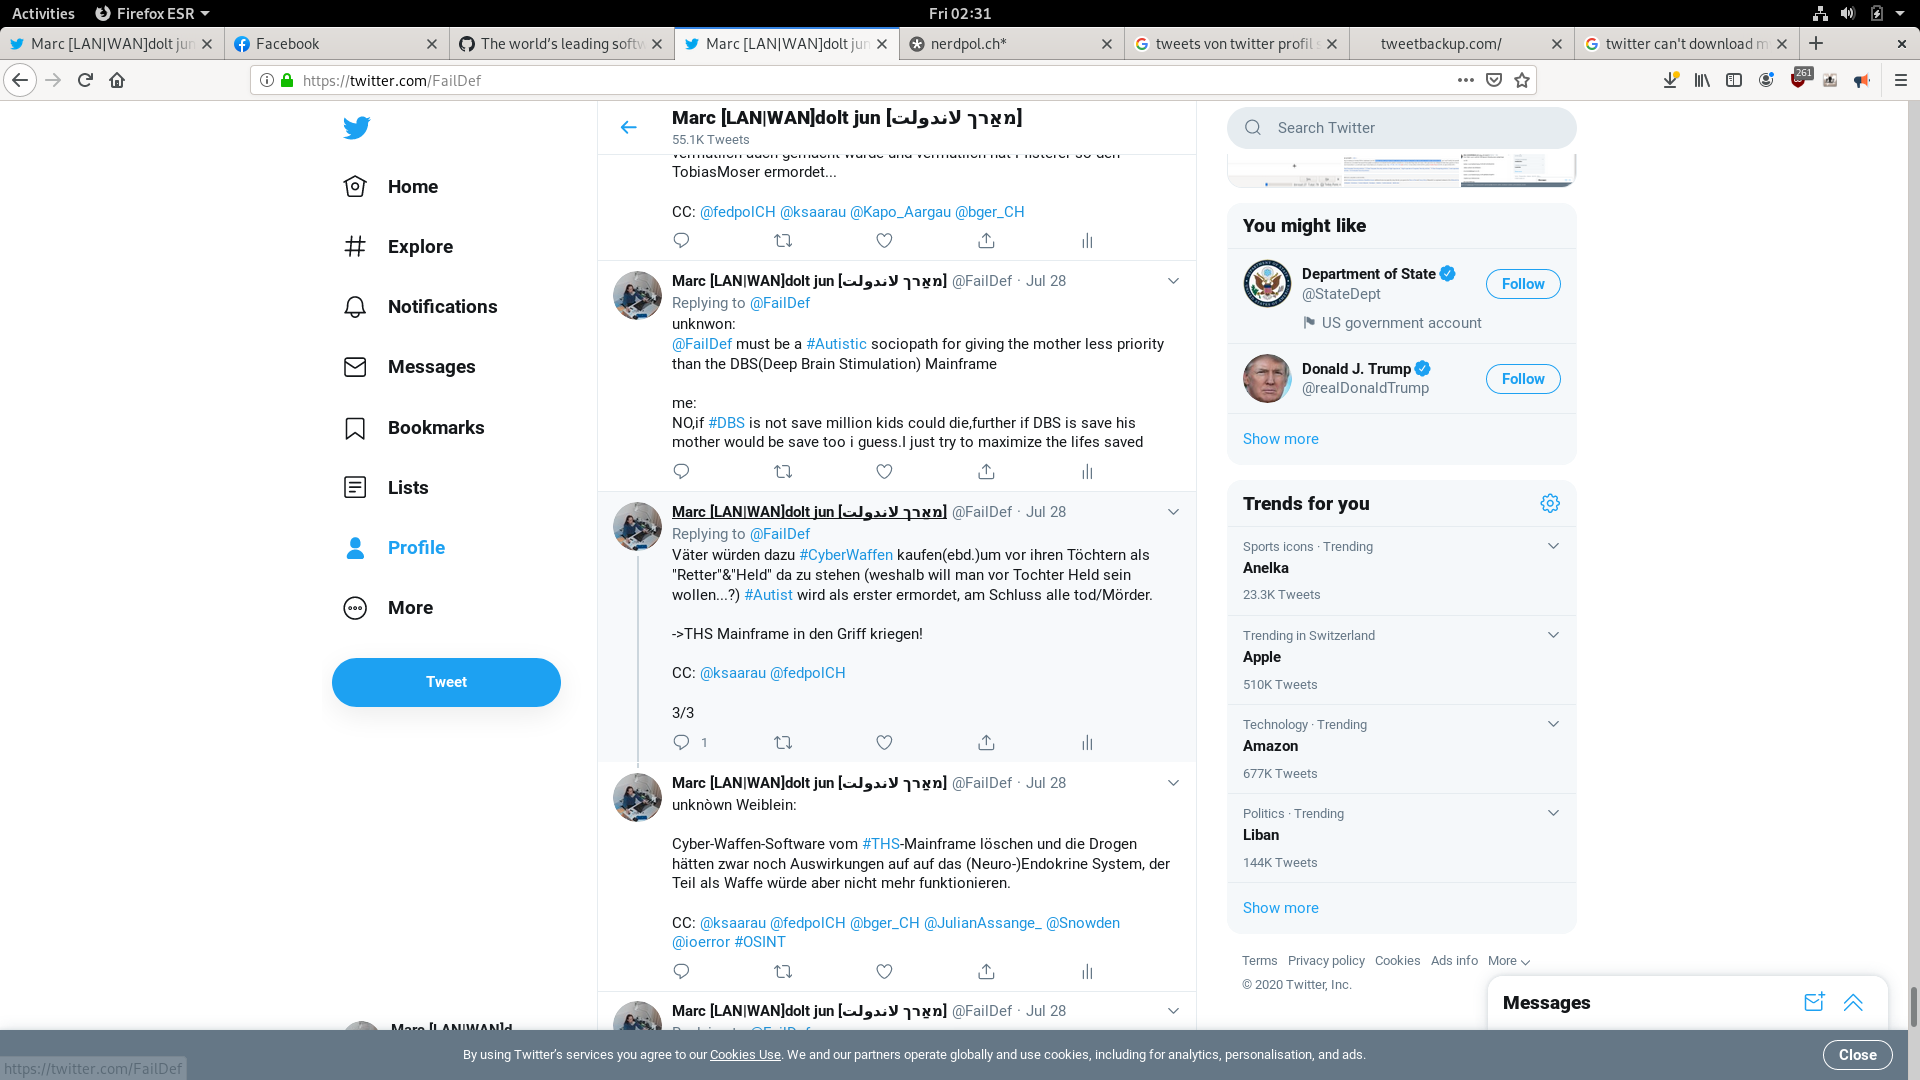 Activities
Firefox ESR
Fri 02:31
Marc [LAN|WAN]dolt jun
Facebook
The world's leading softw
Marc [LAN|WAN]dolt jun
nerdpol.ch*
tweets von twitter profil s
tweetbackup.com/
twitter can't download m
https://twitter.com/FailDef
261
Home
Explore
Notifications
Messages
Bookmarks
Lists
Profile
More
Tweet
Marc [LAN|WAN]dolt jun [מאַרך לאנדולת]
55.1K Tweets
TobiasMoser ermordet...
CC: @fedpolCH @ksaarau @Kapo_Aargau @bger_CH
Marc [LAN|WAN]dolt jun [מאַרך לאנדולת] @FailDef · Jul 28
Replying to @FailDef
unknwon:
@FailDef must be a #Autistic sociopath for giving the mother less priority
than the DBS(Deep Brain Stimulation) Mainframe
me:
NO,if #DBS is not save million kids could die,further if DBS is save his
mother would be save too i guess.I just try to maximize the lifes saved
Marc [LAN|WAN]dolt jun [מאַרך לאנדולת] @FailDef · Jul 28
Replying to @FailDef
Väter würden dazu #CyberWaffen kaufen(ebd.)um vor ihren Töchtern als
"Retter"&"Held" da zu stehen (weshalb will man vor Tochter Held sein
wollen...?) #Autist wird als erster ermordet, am Schluss alle tod/Mörder.
->THS Mainframe in den Griff kriegen!
CC: @ksaarau @fedpolCH
3/3
1
Marc [LAN|WAN]dolt jun [מאַרך לאנדולת] @FailDef · Jul 28
unknòwn Weiblein:
Cyber-Waffen-Software vom #THS-Mainframe löschen und die Drogen
hätten zwar noch Auswirkungen auf auf das (Neuro-)Endokrine System, der
Teil als Waffe würde aber nicht mehr funktionieren.
CC: @ksaarau @fedpolCH @bger_CH @JulianAssange_ @Snowden
@ioerror #OSINT
Marc [LAN|WAN]dolt jun [מאַרך לאנדולת] @FailDef · Jul 28
Search Twitter
You might like
Department of State
@StateDept
Follow
US government account
Donald J. Trump
@realDonaldTrump
Follow
Show more
Trends for you
Sports icons · Trending
Anelka
23.3K Tweets
Trending in Switzerland
Apple
510K Tweets
Technology · Trending
Amazon
677K Tweets
Politics · Trending
Liban
144K Tweets
Show more
Terms Privacy policy Cookies Ads info More
© 2020 Twitter, Inc.
Messages
By using Twitter's services you agree to our Cookies Use. We and our partners operate globally and use cookies, including for analytics, personalisation, and ads.
Close
https://twitter.com/FailDef